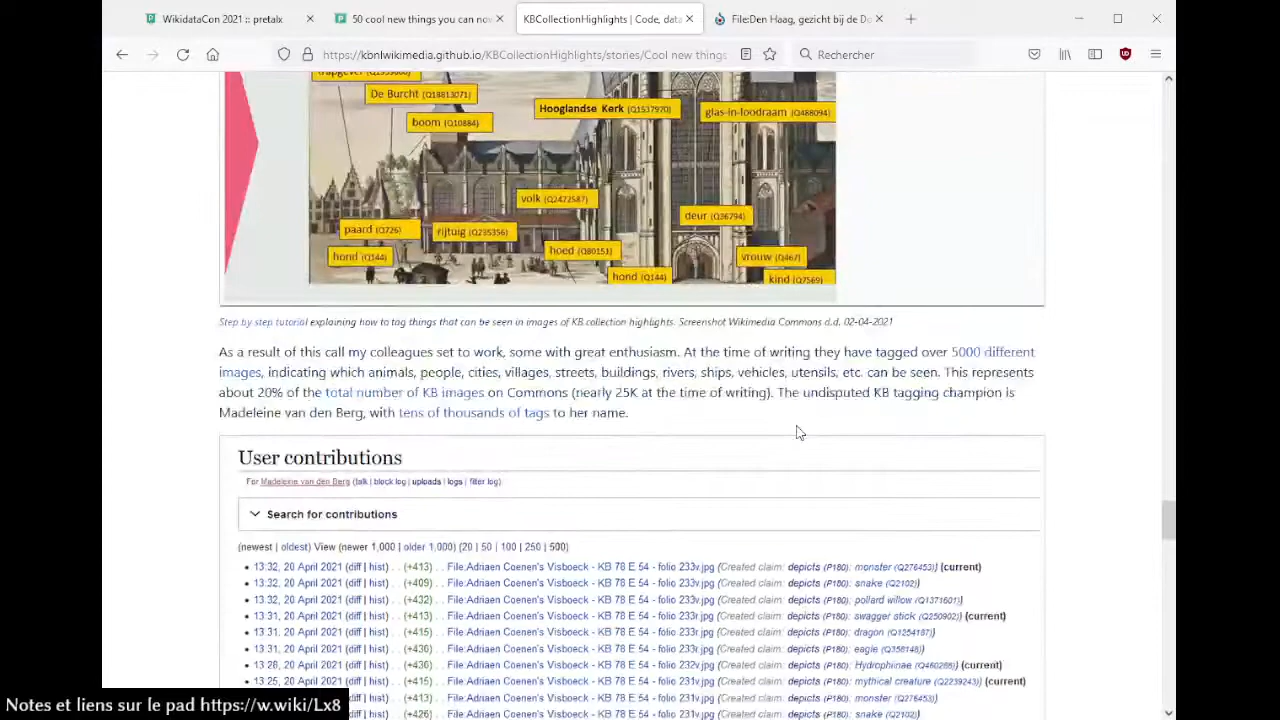 WikidataCon 2021 :: pretalx
50 cool new things you can now
KBCollectionHighlights | Code, data
File:Den Haag, gezicht bij de Do
https://kbnlwikimedia.github.io/KBCollectionHighlights/stories/Cool new things
Rechercher
De Burcht (Q18813071)
boom (Q10884)
Hooglandse Kerk (Q1537970)
glas-in-loodraam (Q488094)
volk (Q2472587)
deur (Q36794)
paard (Q726)
rijtuig (Q235356)
hond (Q144)
hoed (Q80151)
vrouw (Q467)
hond (Q144)
kind (Q7569)
Step by step tutorial explaining how to tag things that can be seen in images of KB collection highlights. Screenshot Wikimedia Commons d.d. 02-04-2021
As a result of this call my colleagues set to work, some with great enthusiasm. At the time of writing they have tagged over 5000 different
images, indicating which animals, people, cities, villages, streets, buildings, rivers, ships, vehicles, utensils, etc. can be seen. This represents
about 20% of the total number of KB images on Commons (nearly 25K at the time of writing). The undisputed KB tagging champion is
Madeleine van den Berg, with tens of thousands of tags to her name.
User contributions
For Madeleine van den Berg (talk | block log | uploads | logs | filter log)
Search for contributions
(newest | oldest) View (newer 1,000 | older 1,000) (20 | 50 | 100 | 250 | 500)
13:32, 20 April 2021 (diff | hist) . . (+413) . . File:Adriaen Coenen's Visboeck - KB 78 E 54 - folio 233v.jpg (Created claim: depicts (P180): monster (Q276453)) (current)
13:32, 20 April 2021 (diff | hist) . . (+409) . . File:Adriaen Coenen's Visboeck - KB 78 E 54 - folio 233v.jpg (Created claim: depicts (P180): snake (Q2102))
13:32, 20 April 2021 (diff | hist) . . (+432) . . File:Adriaen Coenen's Visboeck - KB 78 E 54 - folio 233v.jpg (Created claim: depicts (P180): pollard willow (Q1371601))
13:31, 20 April 2021 (diff | hist) . . (+413) . . File:Adriaen Coenen's Visboeck - KB 78 E 54 - folio 233r.jpg (Created claim: depicts (P180): swagger stick (Q250902)) (current)
13:31, 20 April 2021 (diff | hist) . . (+415) . . File:Adriaen Coenen's Visboeck - KB 78 E 54 - folio 233r.jpg (Created claim: depicts (P180): dragon (Q1254187))
13:31, 20 April 2021 (diff | hist) . . (+430) . . File:Adriaen Coenen's Visboeck - KB 78 E 54 - folio 233r.jpg (Created claim: depicts (P180): eagle (Q358148))
13:28, 20 April 2021 (diff | hist) . . (+430) . . File:Adriaen Coenen's Visboeck - KB 78 E 54 - folio 232v.jpg (Created claim: depicts (P180): Hydrophiinae (Q460286)) (current)
13:25, 20 April 2021 (diff | hist) . . (+415) . . File:Adriaen Coenen's Visboeck - KB 78 E 54 - folio 231v.jpg (Created claim: depicts (P180): mythical creature (Q2239243)) (current)
20 April 2021 (diff | hist) . . (+413) . . File:Adriaen Coenen's Visboeck - KB 78 E 54 - folio 231v.jpg (Created claim: depicts (P180): monster (Q276453))
20 April 2021 (diff | hist) . . (+426) . . File:Adriaen Coenen's Visboeck - KB 78 E 54 - folio 231v.jpg (Created claim: depicts (P180): snake (Q2102))
Notes et liens sur le pad https://w.wiki/Lx8